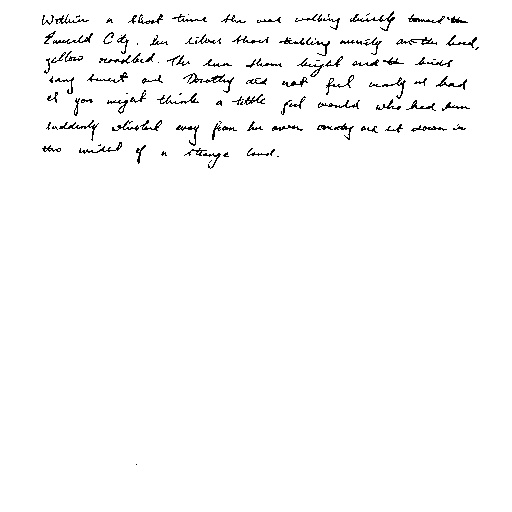 Within a short time she was walking briskly toward the
Emerald City, her silver shoes tinkling merrily on the hard,
yellow roadbed. The sun shone bright and the birds
sang sweet and Dorothy did not feel nearly as bad
as you might think a little girl would who had been
suddenly whisked away from her own country and set down in
the midst of a strange land.